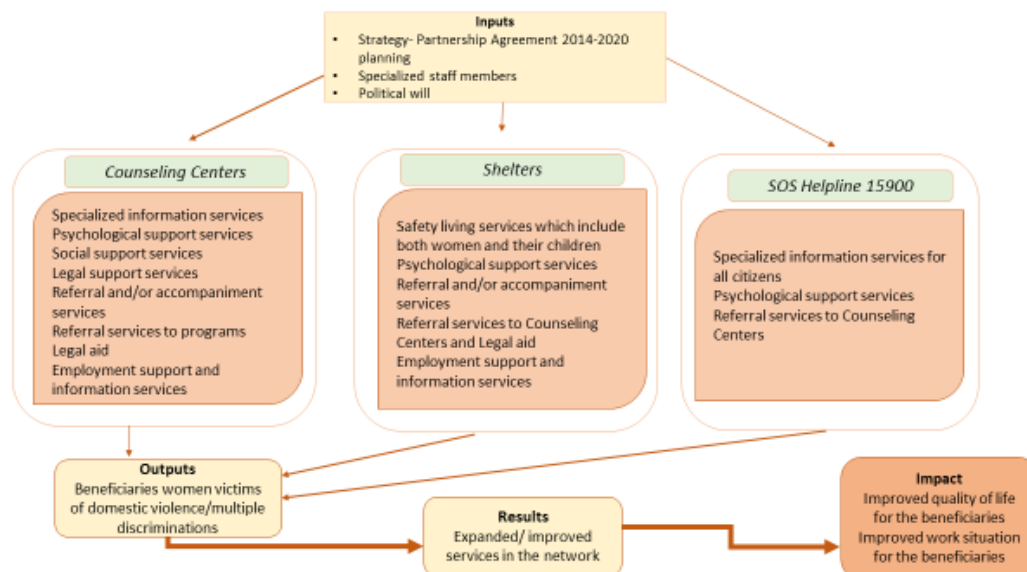 Inputs
• Strategy- Partnership Agreement 2014-2020
planning
• Specialized staff members
• Political will
Counseling Centers
Specialized information services
Psychological support services
Social support services
Legal support services
Referral and/or accompaniment
services
Referral services to programs
Legal aid
Employment support and
information services
Shelters
Safety living services which include
both women and their children
Psychological support services
Referral and/or accompaniment
services
Referral services to Counseling
Centers and Legal aid
Employment support and
information services
SOS Helpline 15900
Specialized information services for
all citizens
Psychological support services
Referral services to Counseling
Centers
Outputs
Beneficiaries women victims
of domestic violence/multiple
discriminations
Results
Expanded/ improved
services in the network
Impact
Improved quality of life
for the beneficiaries
Improved work situation
for the beneficiaries